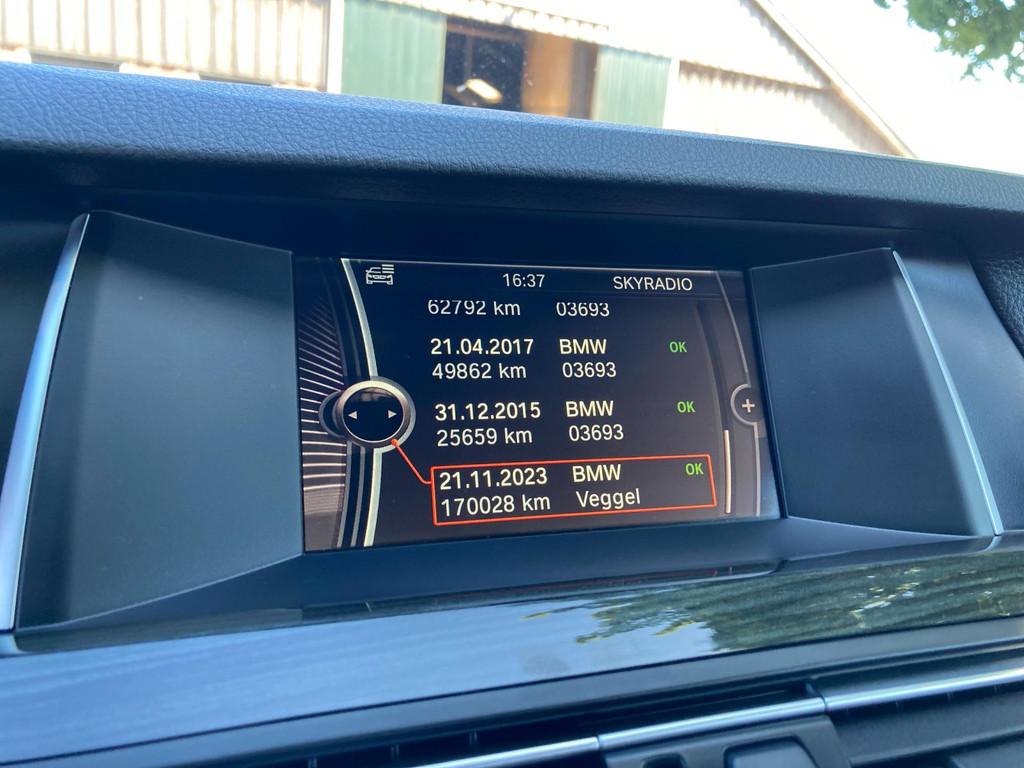 16:37 SKYRADIO
62792 km 03693
21.04.2017 BMW OK
49862 km 03693
31.12.2015 BMW OK
25659 km 03693
21.11.2023 BMW OK
170028 km Veggel